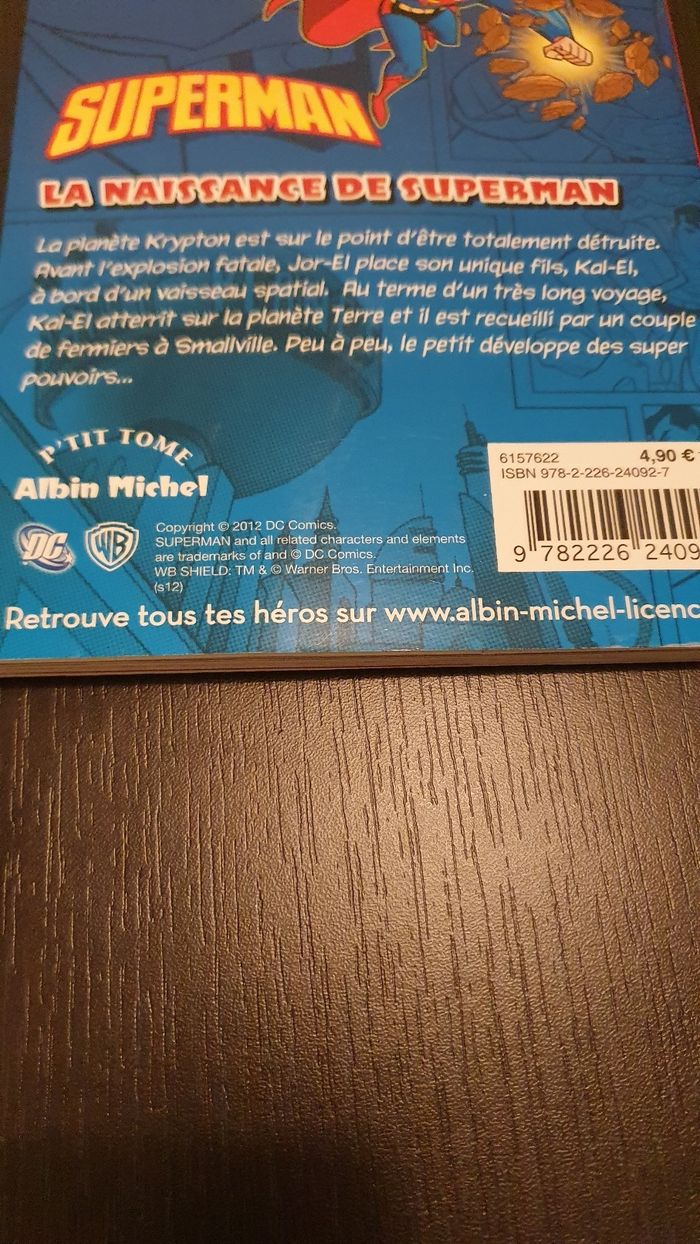 SUPERMAN
LA NAISSANCE DE SUPERMAN
La planète Krypton est sur le point d'être totalement détruite.
Avant l'explosion fatale, Jor-El place son unique fils, Kal-El,
à bord d'un vaisseau spatial. Au terme d'un très long voyage,
Kal-El atterrit sur la planète Terre et il est recueilli par un couple
de fermiers à Smallville. Peu à peu, le petit développe des super
pouvoirs...
P'TIT TOME
Albin Michel
6157622 4,90 €
ISBN 978-2-226-24092-7
9 782226 2409
DC
WB
Copyright © 2012 DC Comics.
SUPERMAN and all related characters and elements
are trademarks of and © DC Comics.
WB SHIELD: TM & © Warner Bros. Entertainment Inc.
(s12)
Retrouve tous tes héros sur www.albin-michel-licenc